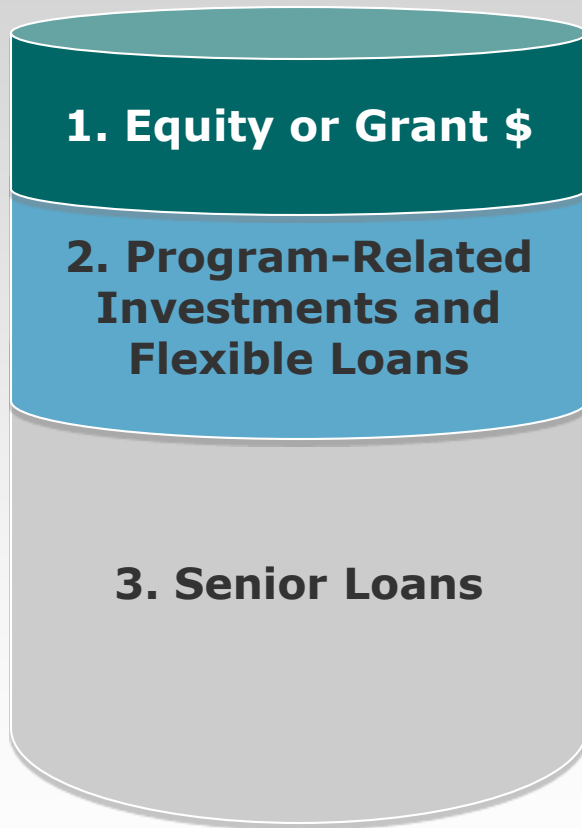 1. Equity or Grant $
2. Program-Related
Investments and
Flexible Loans
3. Senior Loans